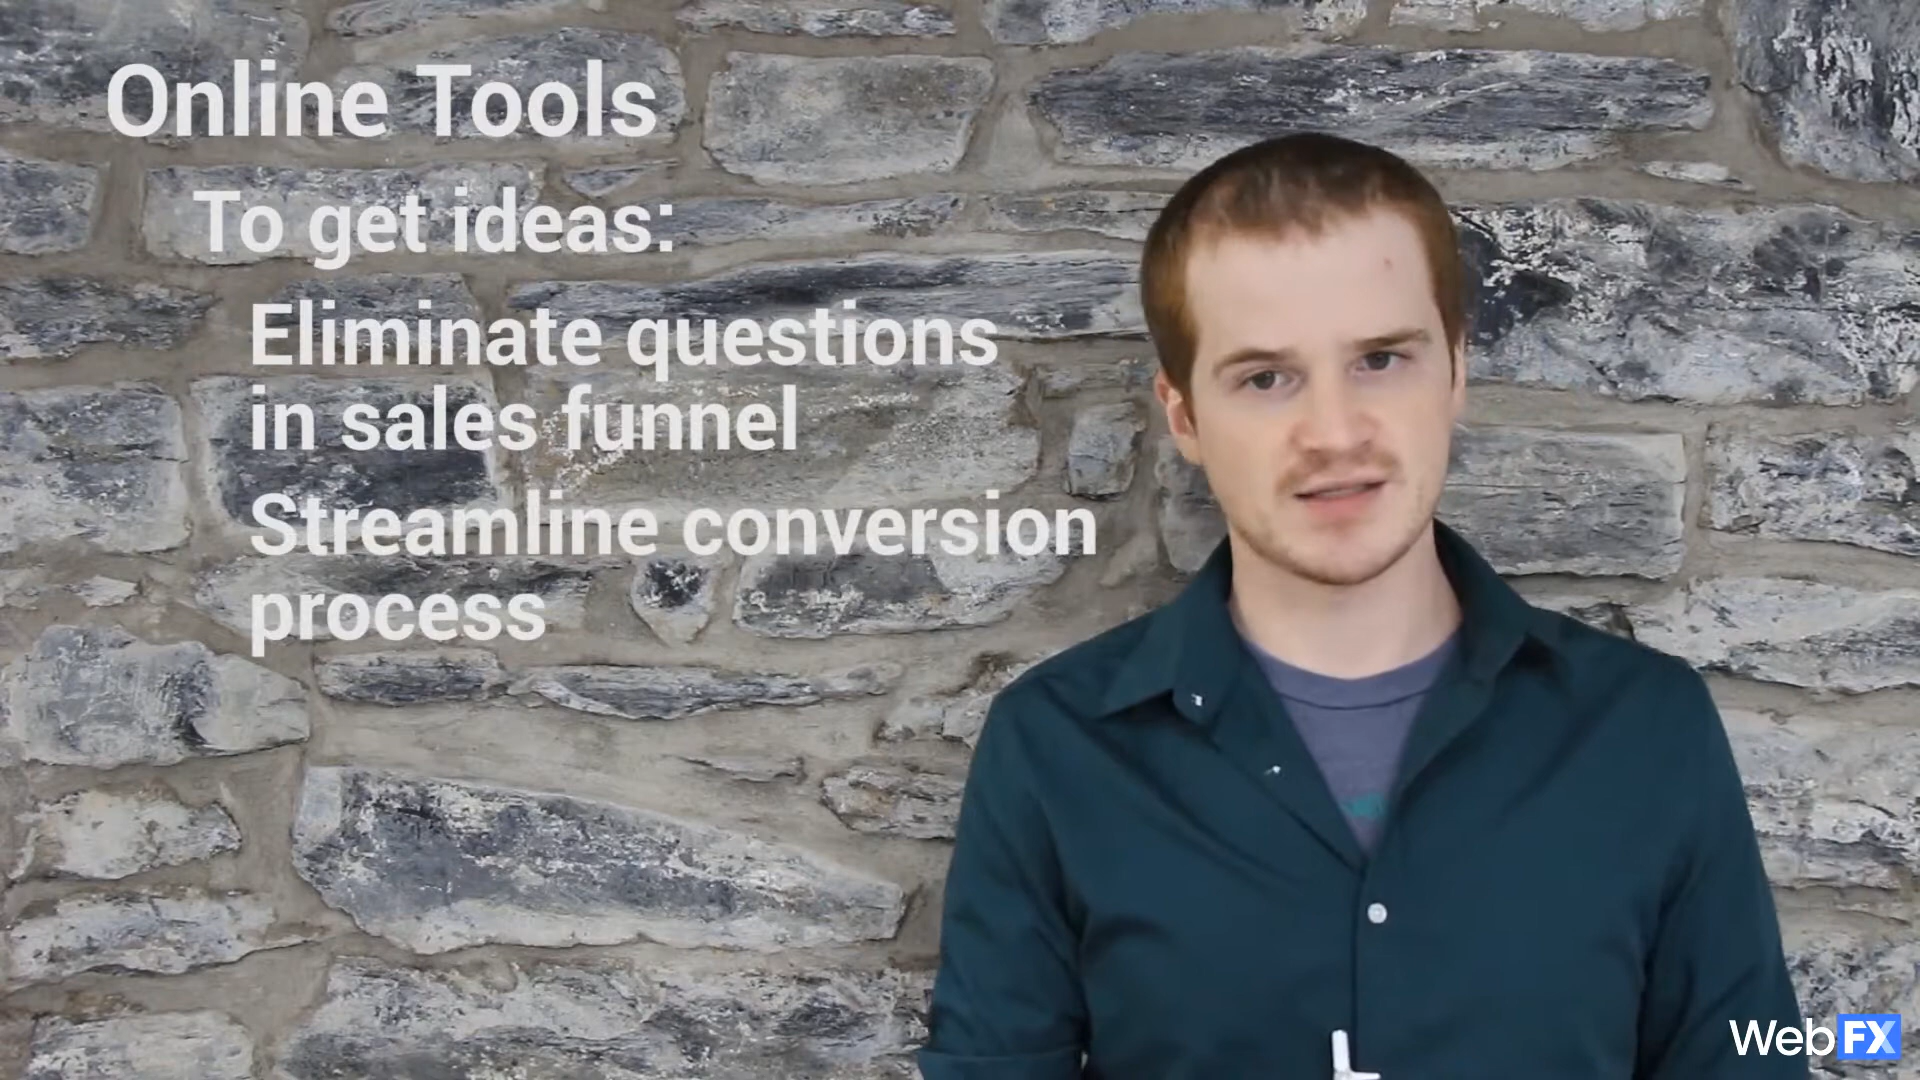 Online Tools
To get ideas:
Eliminate questions
in sales funnel
Streamline conversion
process
WebFX